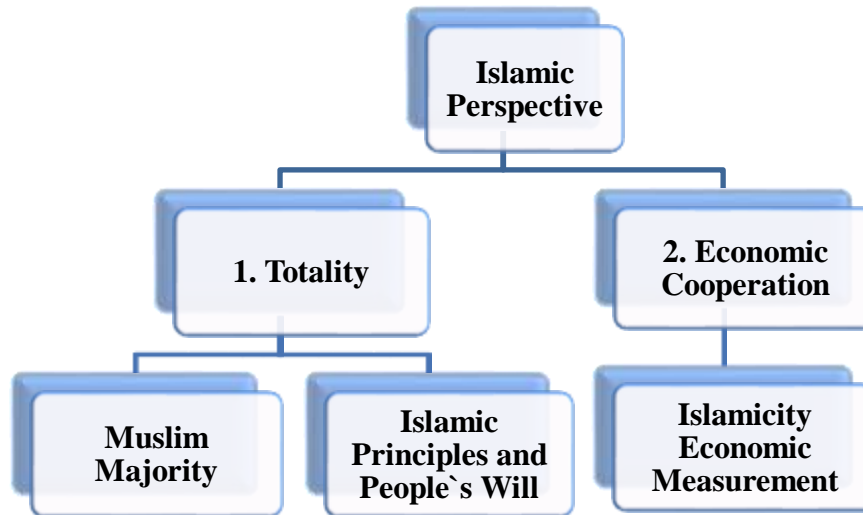 Islamic
Perspective
1. Totality
2. Economic
Cooperation
Muslim
Majority
Islamic
Principles and
People`s Will
Islamicity
Economic
Measurement